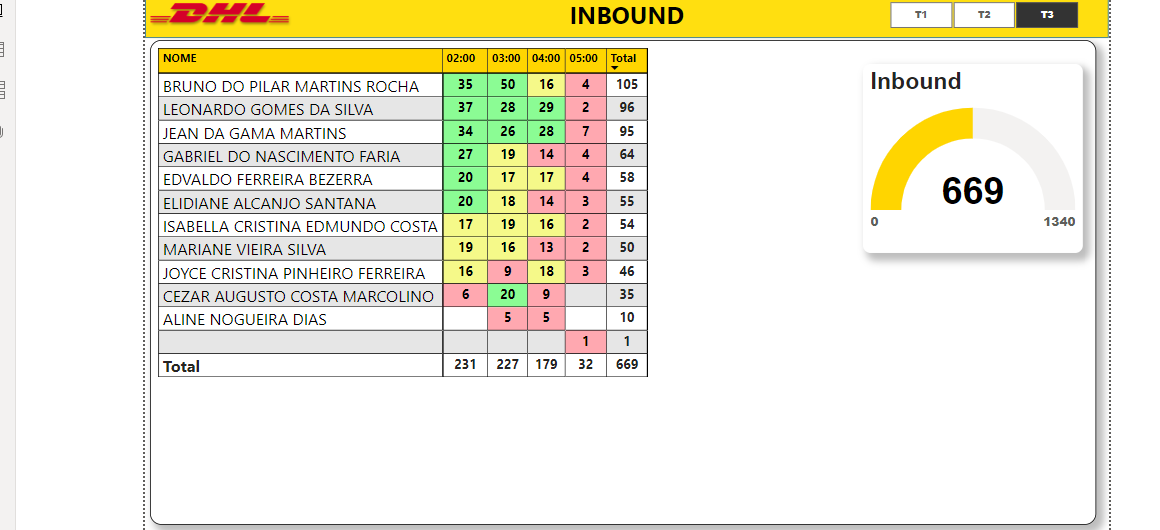 DHL INBOUND T1 T2 T3
NOME 02:00 03:00 04:00 05:00 Total
BRUNO DO PILAR MARTINS ROCHA 35 50 16 4 105
LEONARDO GOMES DA SILVA 37 28 29 2 96
JEAN DA GAMA MARTINS 34 26 28 7 95
GABRIEL DO NASCIMENTO FARIA 27 19 14 4 64
EDVALDO FERREIRA BEZERRA 20 17 17 4 58
ELIDIANE ALCANJO SANTANA 20 18 14 3 55
ISABELLA CRISTINA EDMUNDO COSTA 17 19 16 2 54
MARIANE VIEIRA SILVA 19 16 13 2 50
JOYCE CRISTINA PINHEIRO FERREIRA 16 9 18 3 46
CEZAR AUGUSTO COSTA MARCOLINO 6 20 9 35
ALINE NOGUEIRA DIAS 5 5 10
1 1
Total 231 227 179 32 669
Inbound
669
0 1340